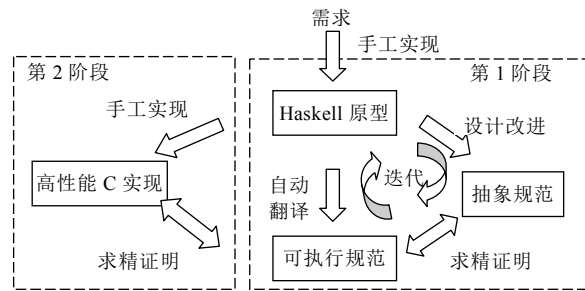 需求
手工实现
第 2 阶段
第 1 阶段
手工实现
Haskell 原型
设计改进
高性能 C 实现
自动
翻译
迭代
抽象规范
求精证明
可执行规范
求精证明